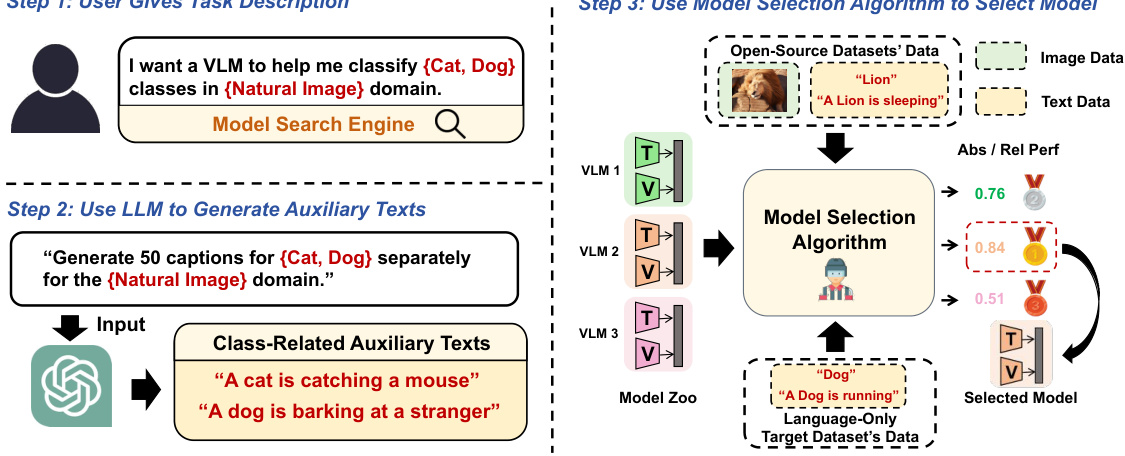 Step 1: User Gives Task Description
I want a VLM to help me classify {Cat, Dog}
classes in {Natural Image} domain.
Model Search Engine
Step 2: Use LLM to Generate Auxiliary Texts
“Generate 50 captions for {Cat, Dog} separately
for the {Natural Image} domain.”
Input
Class-Related Auxiliary Texts
“A cat is catching a mouse”
“A dog is barking at a stranger”
Step 3: Use Model Selection Algorithm to Select Model
Open-Source Datasets’ Data
“Lion”
“A Lion is sleeping”
Image Data
Text Data
VLM 1
T
V
VLM 2
T
V
VLM 3
T
V
Model Zoo
Model Selection
Algorithm
Abs / Rel Perf
0.76
2
0.84
1
0.51
3
T
V
Selected Model
“Dog”
“A Dog is running”
Language-Only
Target Dataset’s Data